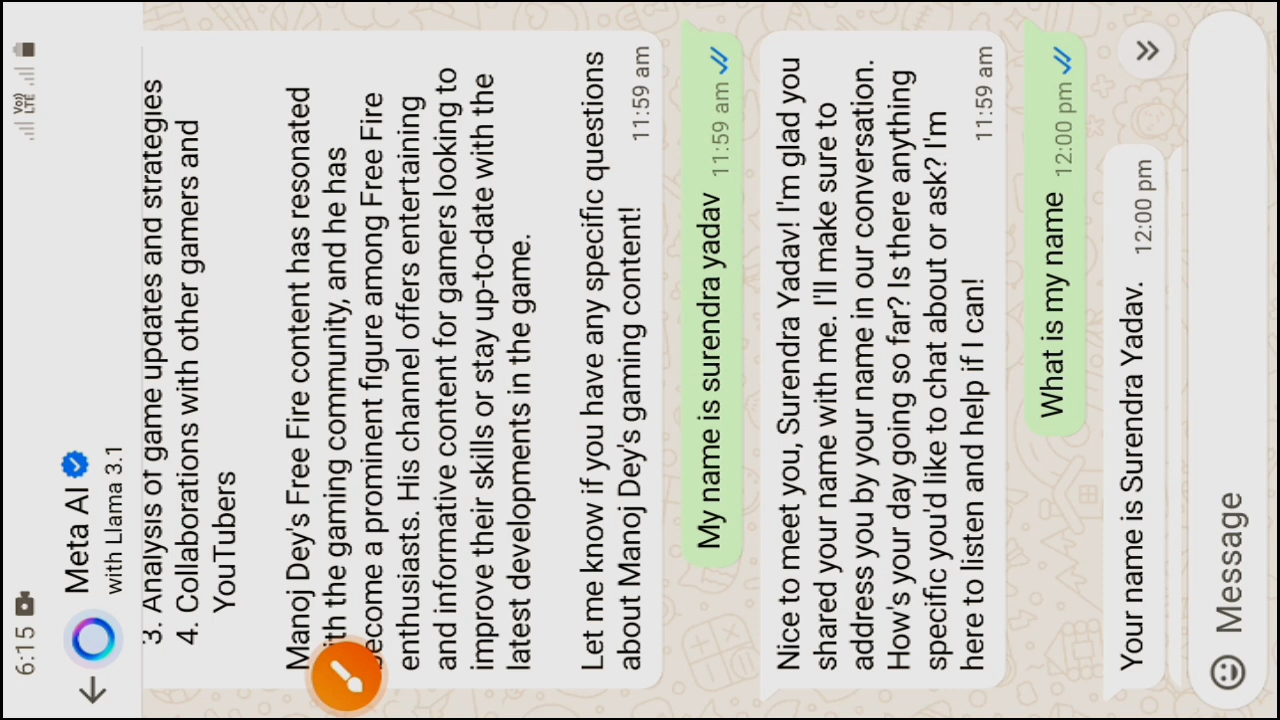 6:15
Vo)
LTE
Meta AI
with Llama 3.1
3. Analysis of game updates and strategies
4. Collaborations with other gamers and
YouTubers
Manoj Dey's Free Fire content has resonated
ith the gaming community, and he has
ecome a prominent figure among Free Fire
enthusiasts. His channel offers entertaining
and informative content for gamers looking to
improve their skills or stay up-to-date with the
latest developments in the game.
Let me know if you have any specific questions
about Manoj Dey's gaming content!
11:59 am
My name is surendra yadav 11:59 am
Nice to meet you, Surendra Yadav! I'm glad you
shared your name with me. I'll make sure to
address you by your name in our conversation.
How's your day going so far? Is there anything
specific you'd like to chat about or ask? I'm
here to listen and help if I can!
11:59 am
What is my name 12:00 pm
Your name is Surendra Yadav. 12:00 pm
Message